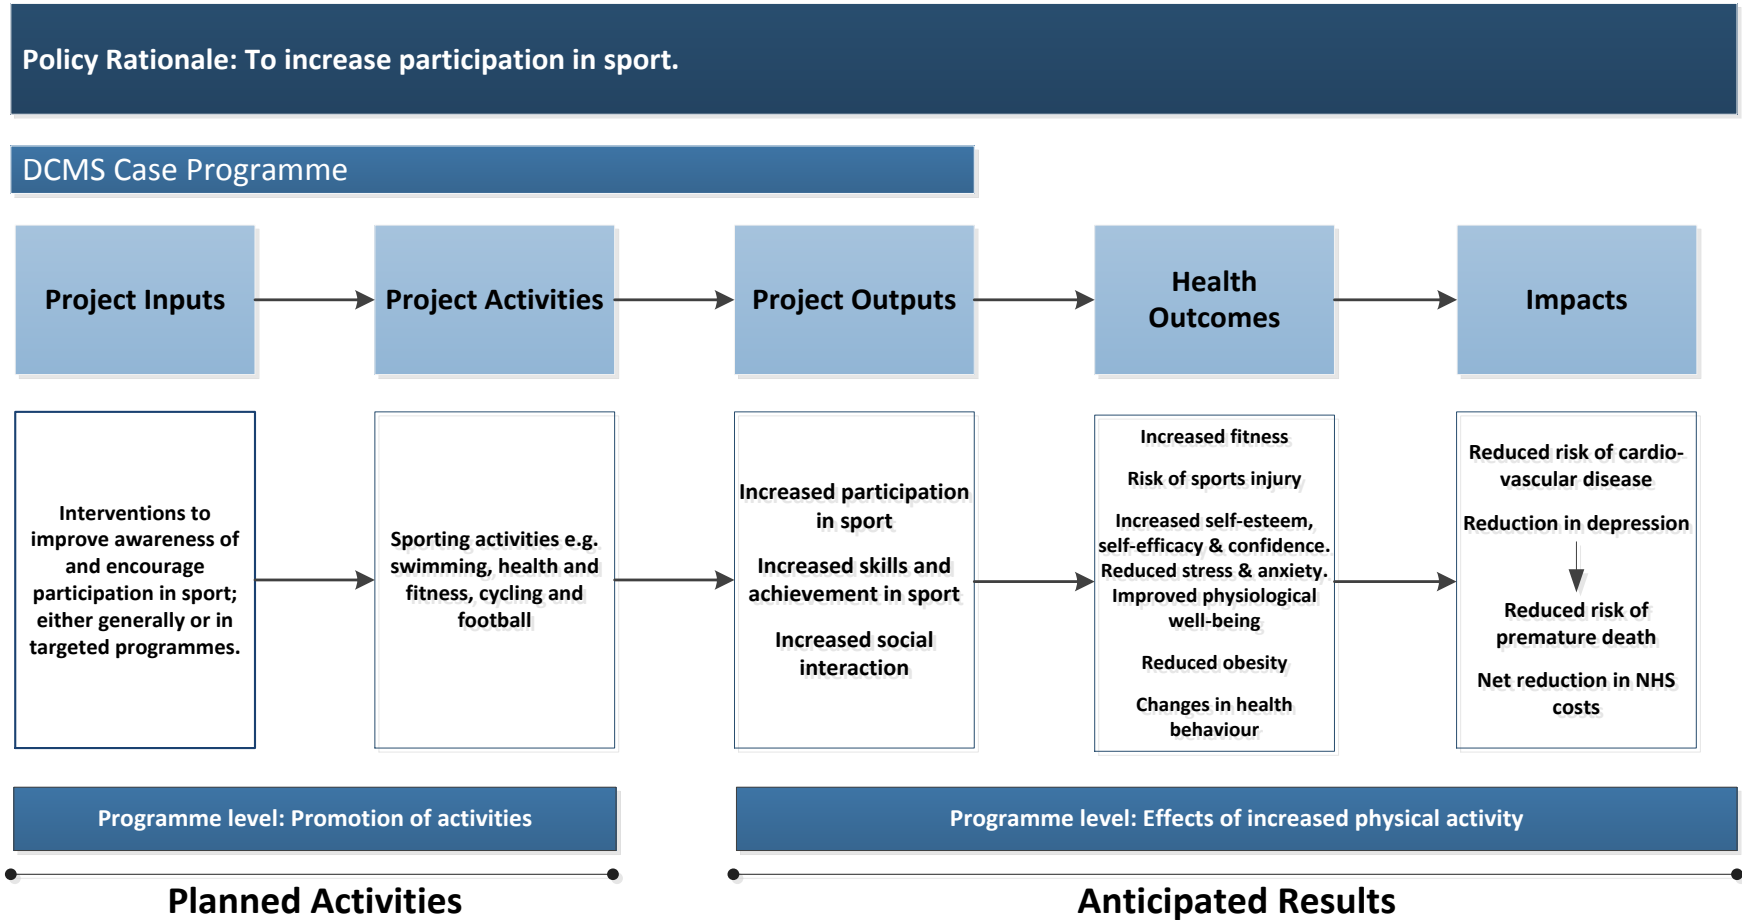 Policy Rationale: To increase participation in sport.
DCMS Case Programme
Project Inputs
Project Activities
Project Outputs
Health
Outcomes
Impacts
Interventions to
improve awareness of
and encourage
participation in sport;
either generally or in
targeted programmes.
Sporting activities e.g.
swimming, health and
fitness, cycling and
football
Increased participation
in sport
Increased skills and
achievement in sport
Increased social
interaction
Increased fitness
Risk of sports injury
Increased self-esteem,
self-efficacy & confidence.
Reduced stress & anxiety.
Improved physiological
well-being
Reduced obesity
Changes in health
behaviour
Reduced risk of cardio-
vascular disease
Reduction in depression
Reduced risk of
premature death
Net reduction in NHS
costs
Programme level: Promotion of activities
Programme level: Effects of increased physical activity
Planned Activities
Anticipated Results